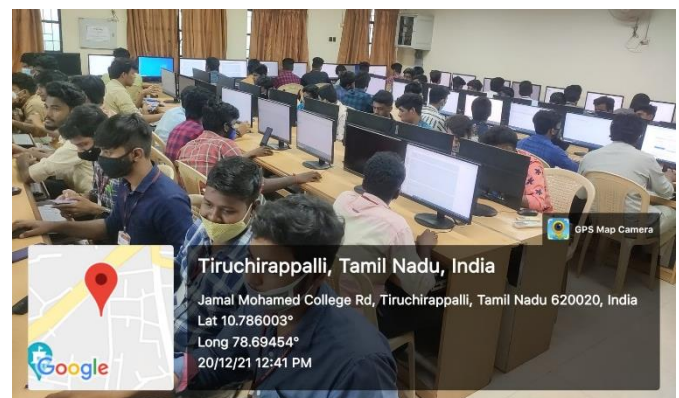 GPS Map Camera
Tiruchirappalli, Tamil Nadu, India
Jamal Mohamed College Rd, Tiruchirappalli, Tamil Nadu 620020, India
Lat 10.786003°
Long 78.69454°
20/12/21 12:41 PM
Google